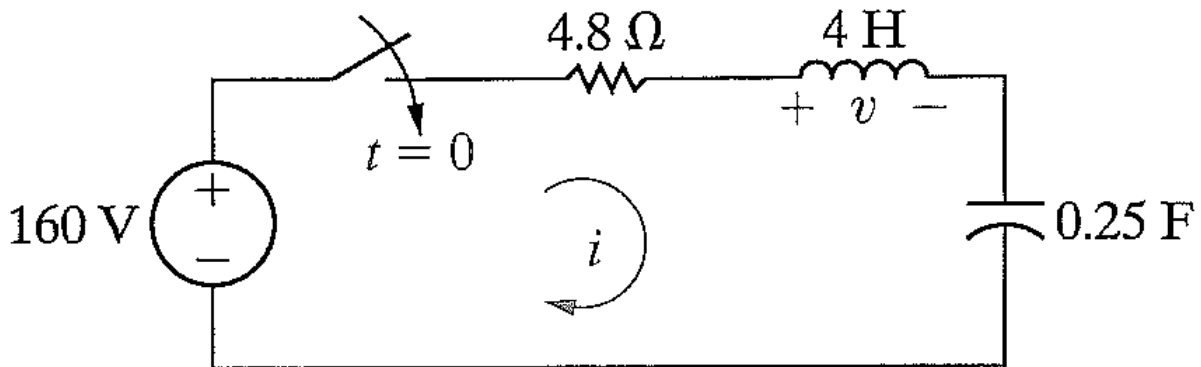 4.8 Ω
4 H
+ v −
t = 0
+
160 V
−
i
0.25 F